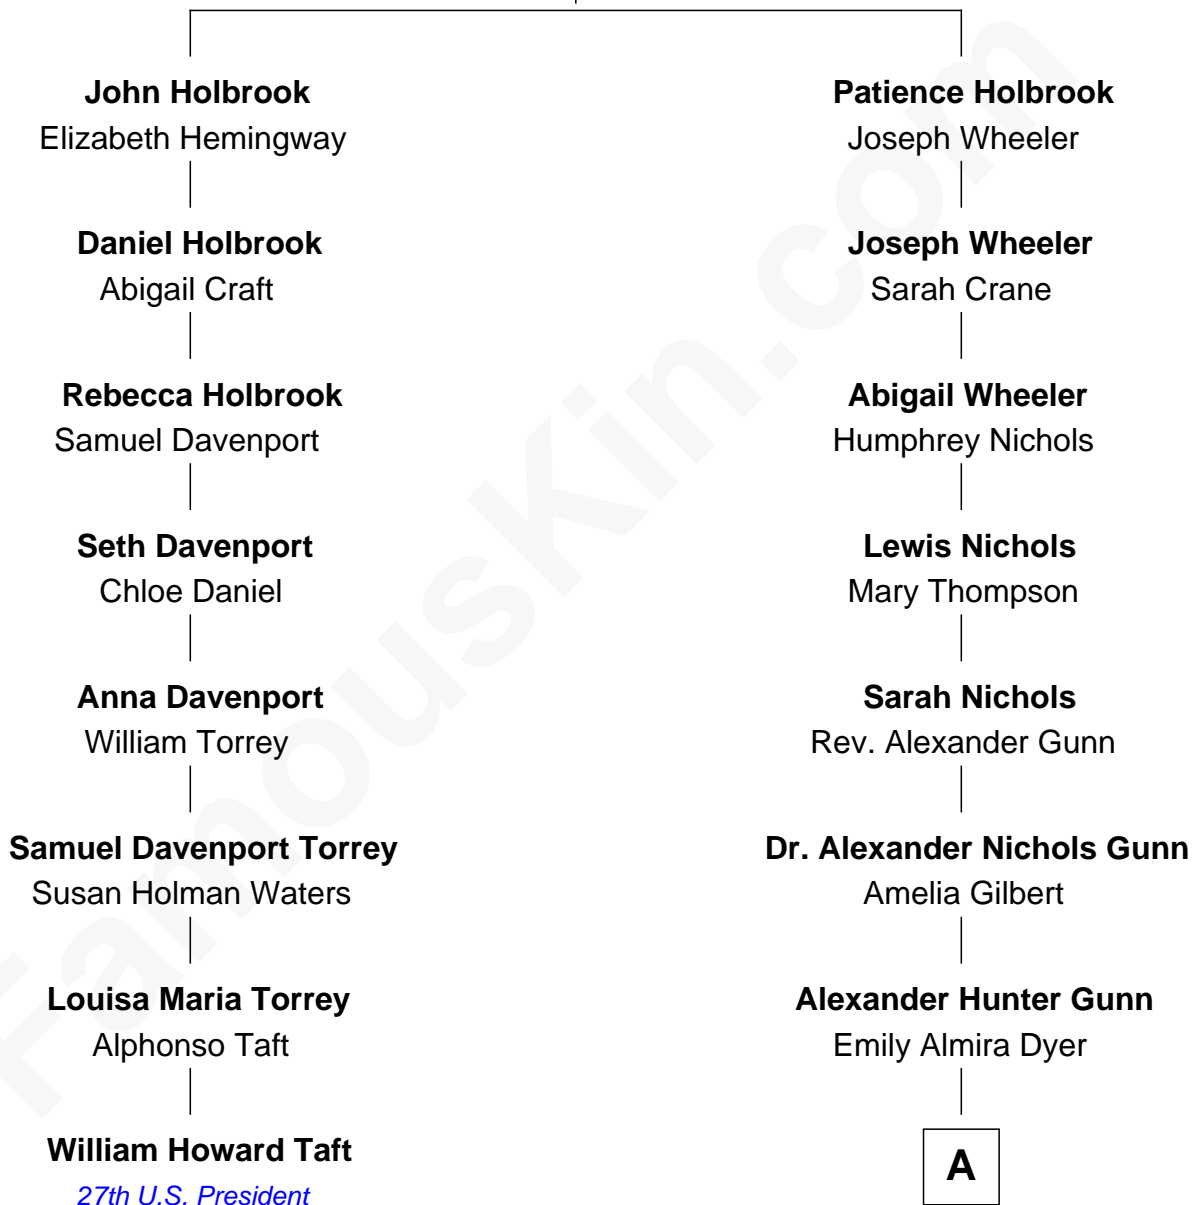 John Holbrook
Elizabeth Hemingway
Daniel Holbrook
Abigail Craft
Rebecca Holbrook
Samuel Davenport
Seth Davenport
Chloe Daniel
Anna Davenport
William Torrey
Samuel Davenport Torrey
Susan Holman Waters
Louisa Maria Torrey
Alphonso Taft
William Howard Taft
27th U.S. President
Patience Holbrook
Joseph Wheeler
Joseph Wheeler
Sarah Crane
Abigail Wheeler
Humphrey Nichols
Lewis Nichols
Mary Thompson
Sarah Nichols
Rev. Alexander Gunn
Dr. Alexander Nichols Gunn
Amelia Gilbert
Alexander Hunter Gunn
Emily Almira Dyer
A
FamousKin.com